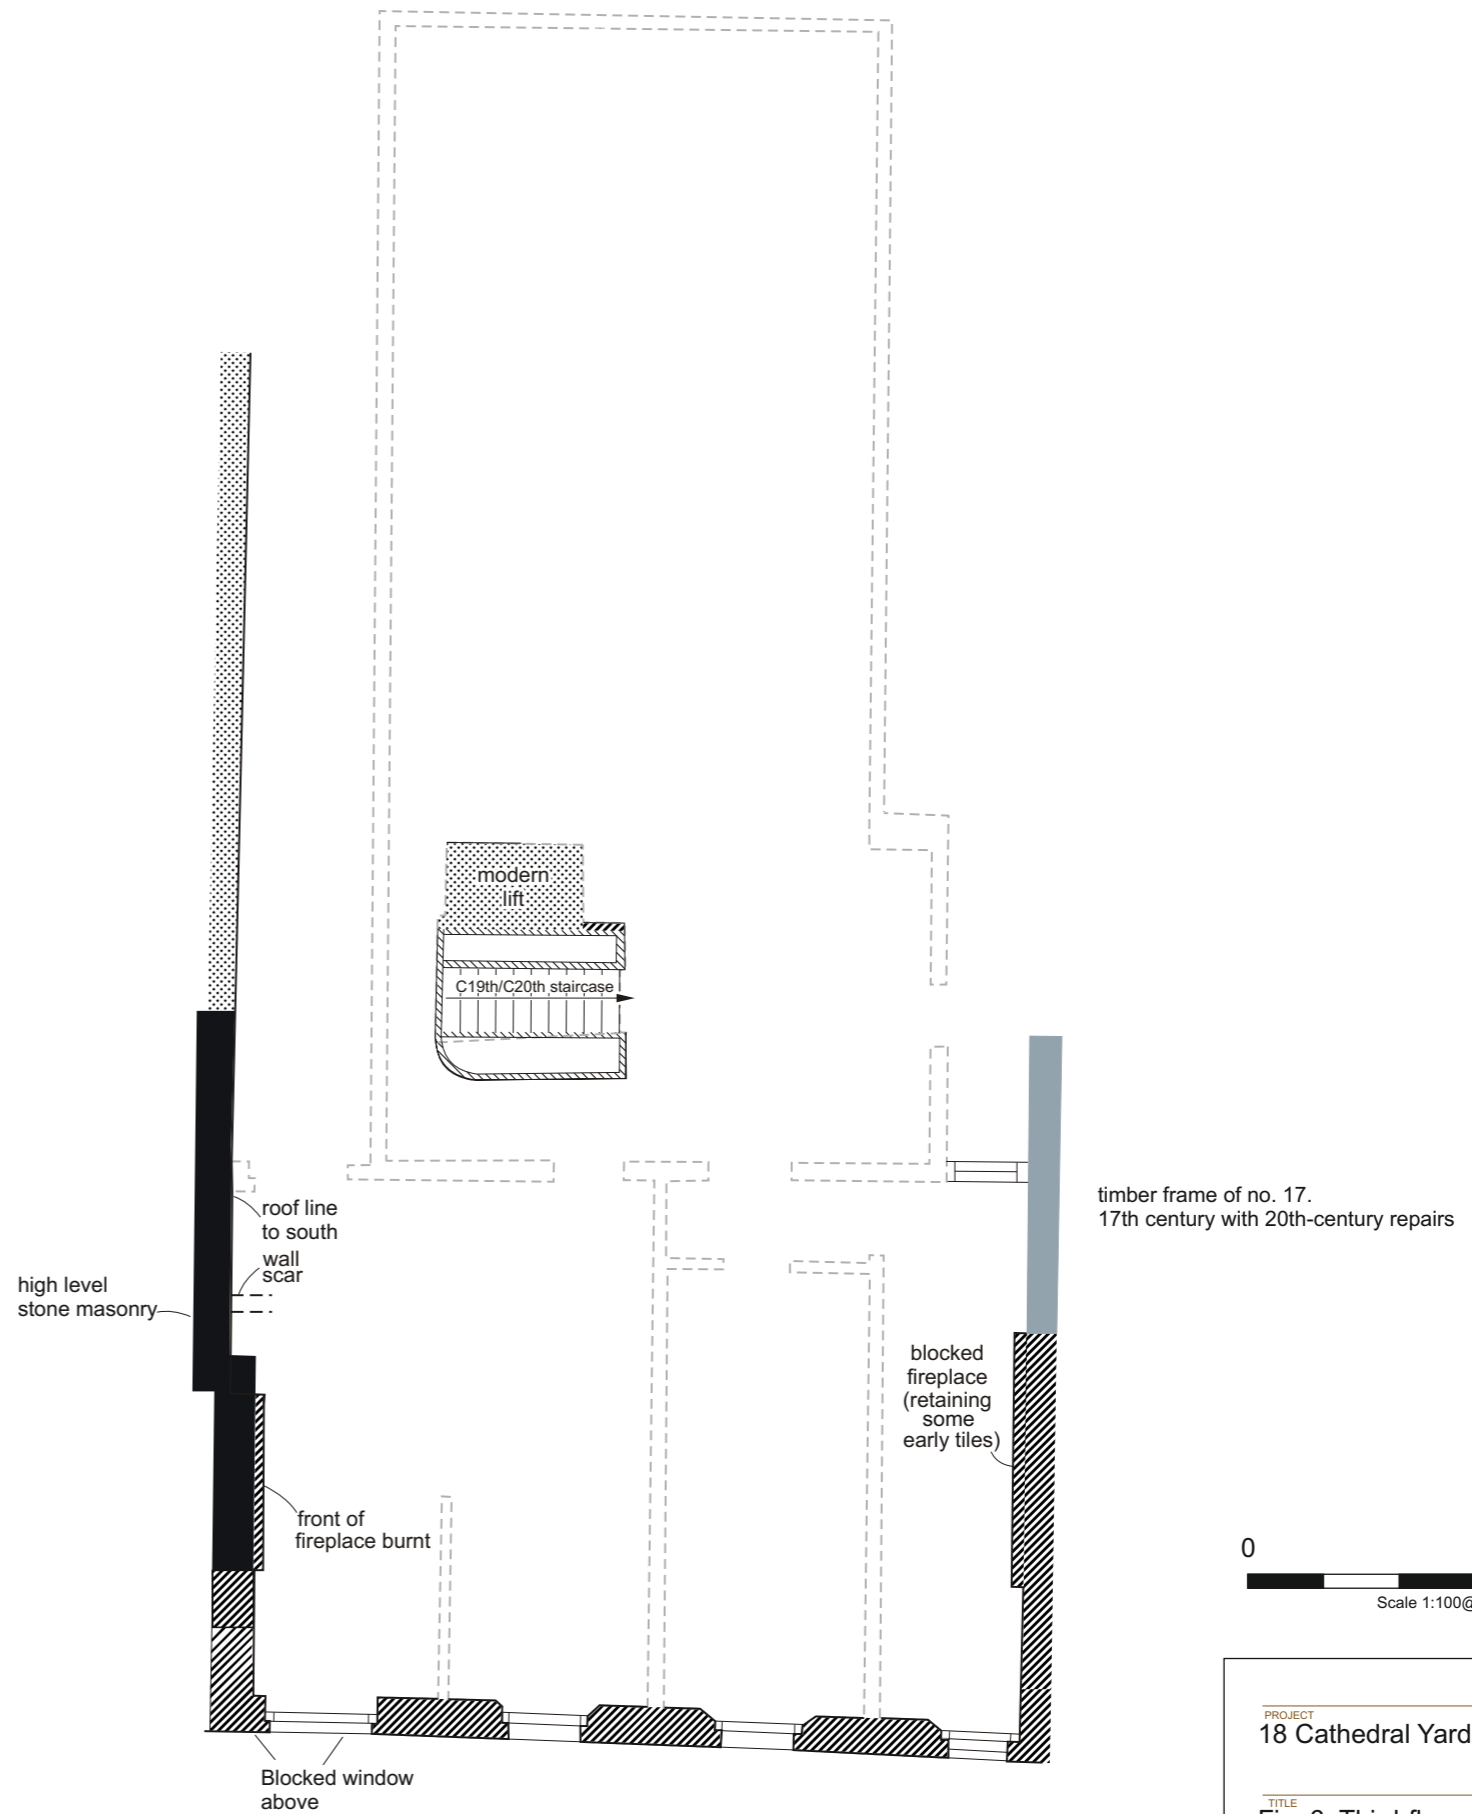 modern
lift
C19th/C20th staircase
roof line
to south
wall
scar
high level
stone masonry
timber frame of no. 17.
17th century with 20th-century repairs
blocked
fireplace
(retaining
some
early tiles)
front of
fireplace burnt
0
Scale 1:100@
PROJECT
18 Cathedral Yard
Blocked window
above
TITLE